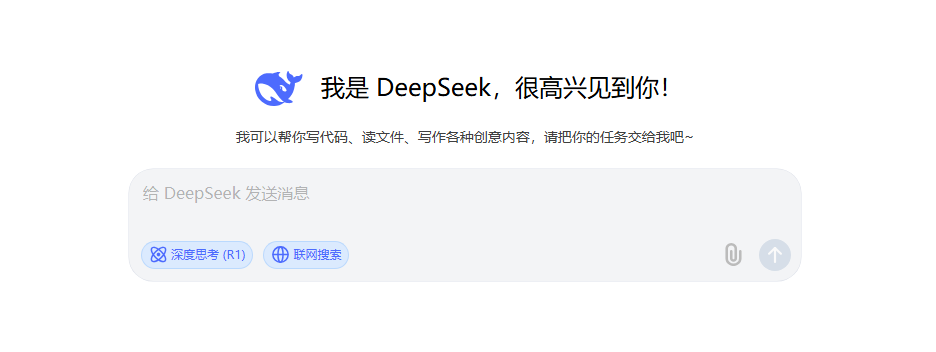 我是 DeepSeek，很高兴见到你！
我可以帮你写代码、读文件、写作各种创意内容，请把你的任务交给我吧~
给 DeepSeek 发送消息
深度思考 (R1) 联网搜索